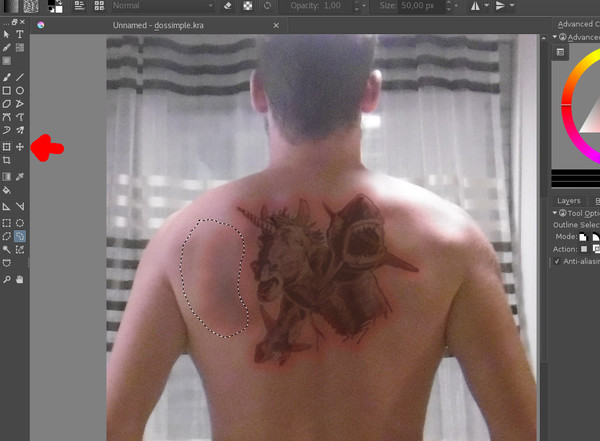 Normal
Opacity: 1,00
Size: 50,00 px
Unnamed - dossimple.kra
Advanced C
Advanced
Layers
B
Tool Optio
Outline Selec
Mode:
Action:
Anti-aliasin